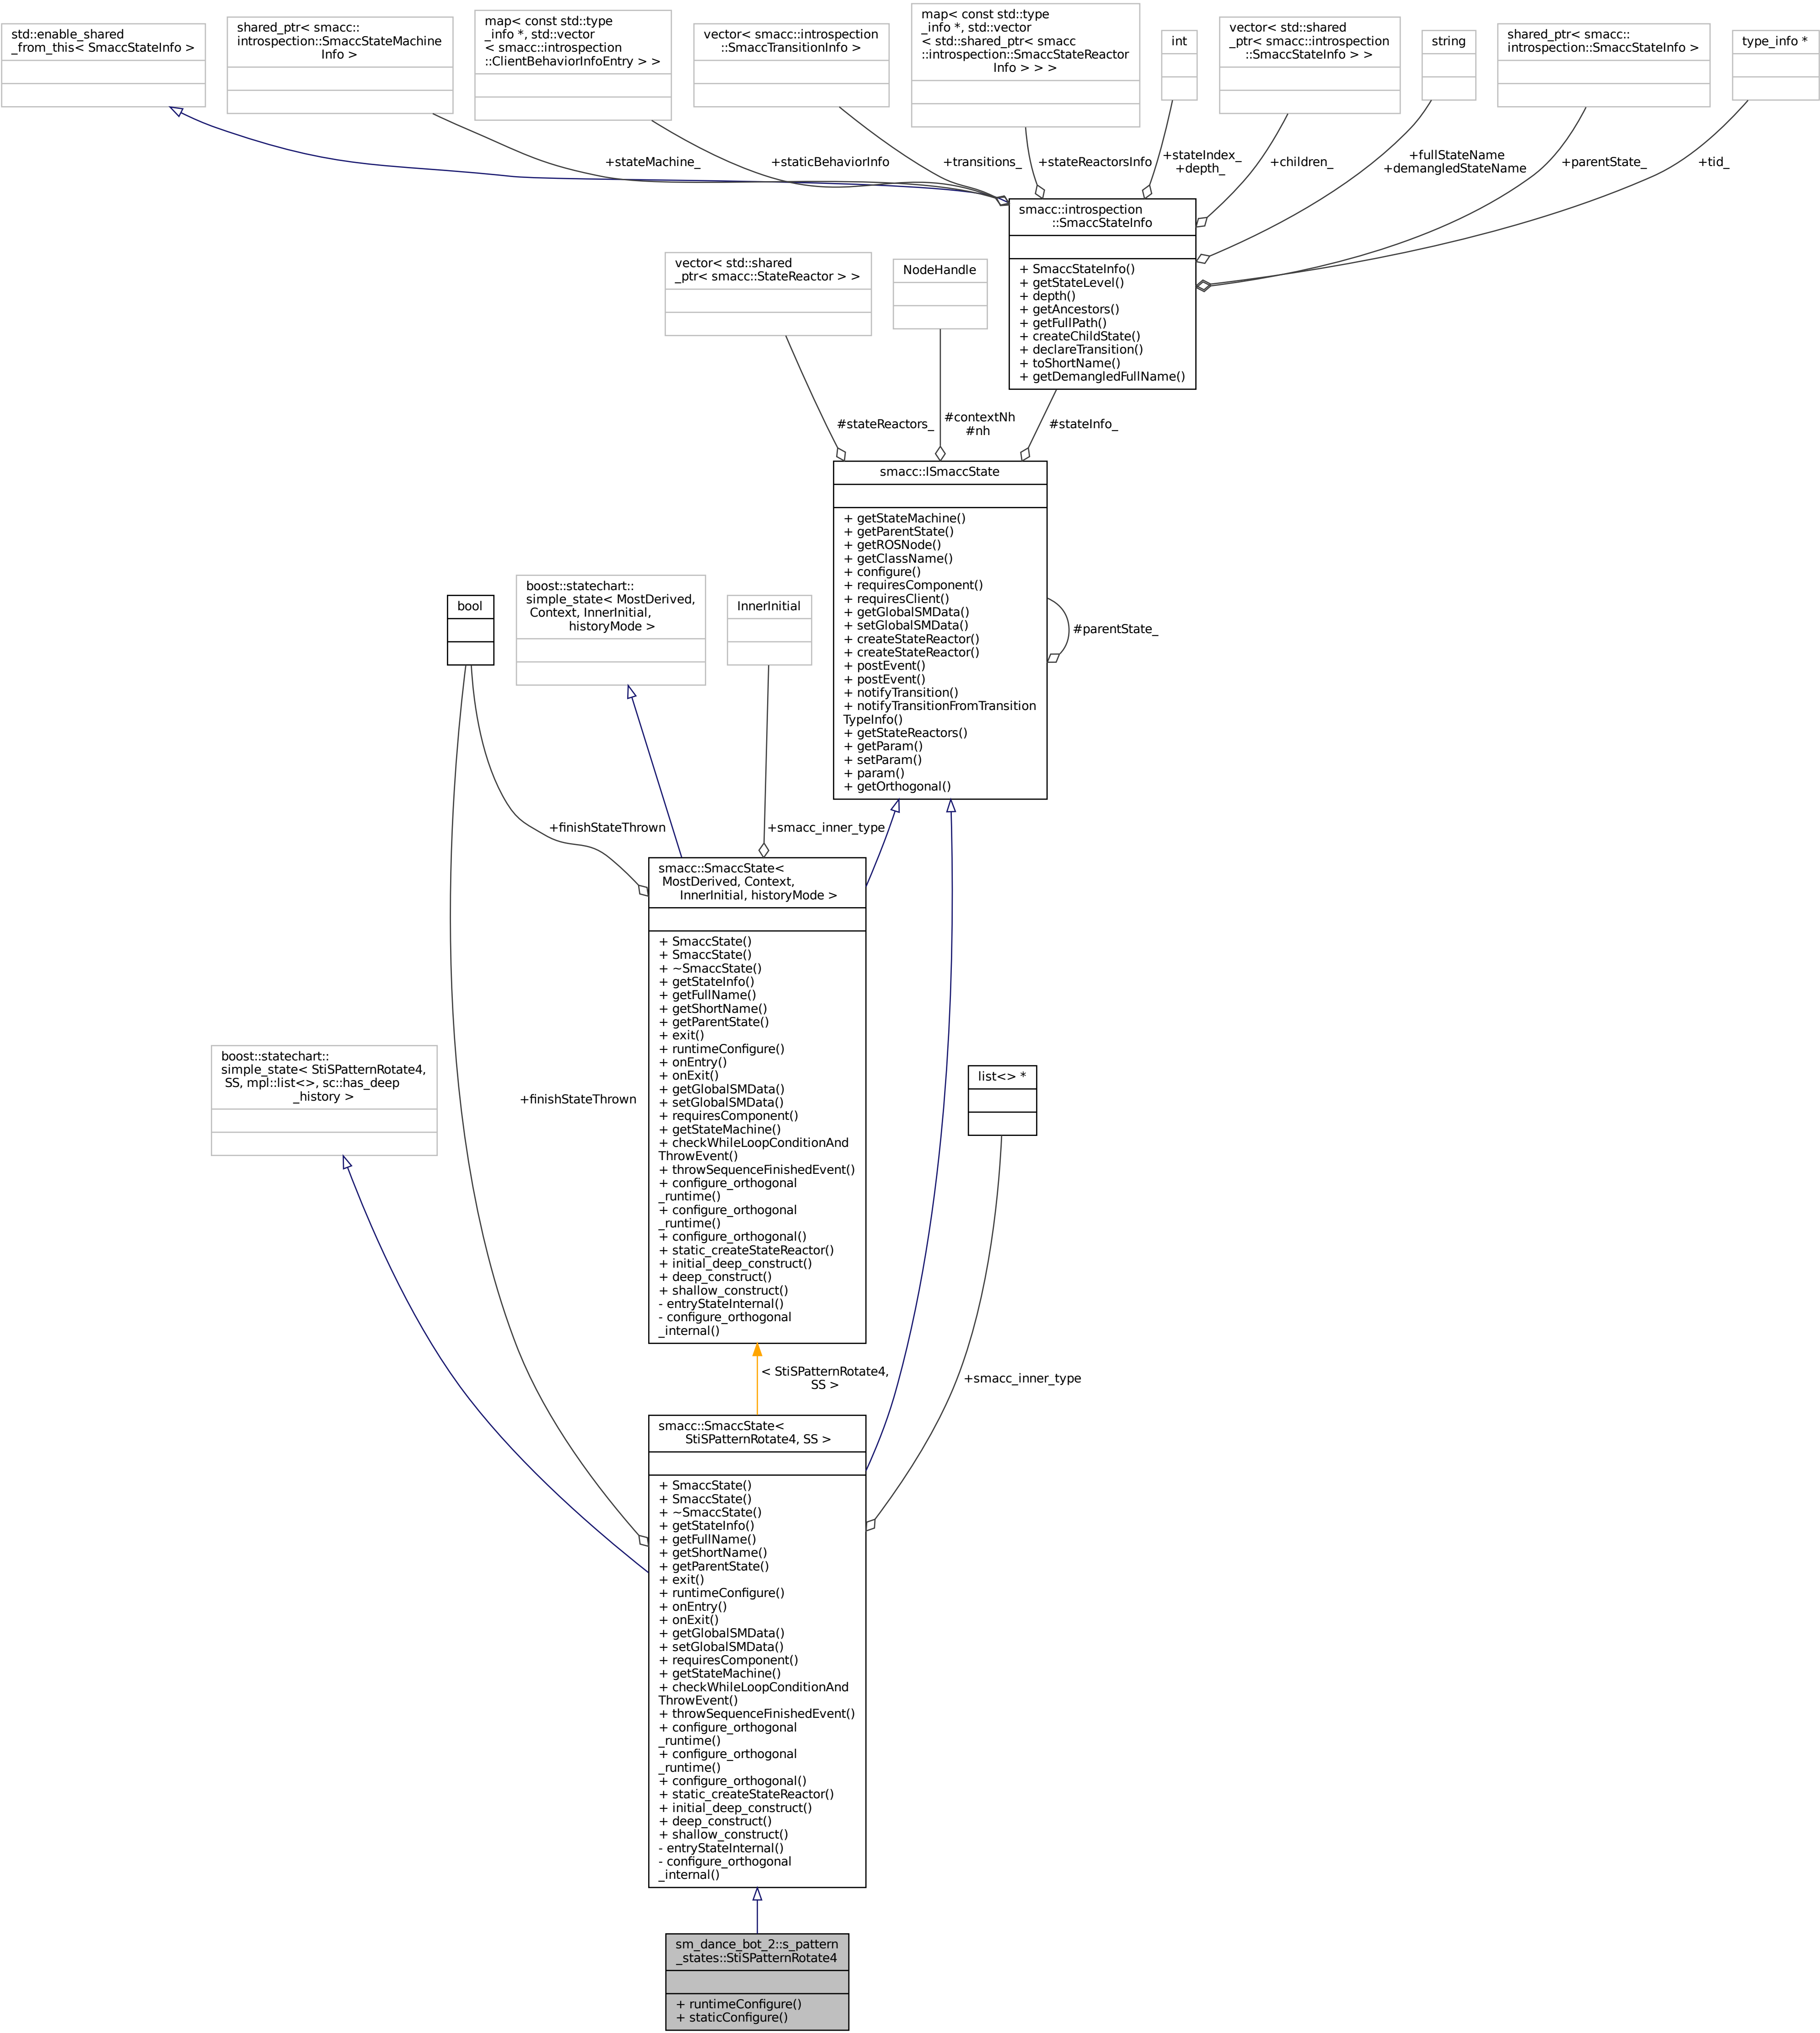 std::enable_shared
_from_this< SmaccStateInfo >
shared_ptr< smacc::
introspection::SmaccStateMachine
Info >
map< const std::type
_info *, std::vector
< smacc::introspection
::ClientBehaviorInfoEntry > >
vector< smacc::introspection
::SmaccTransitionInfo >
map< const std::type
_info *, std::vector
< std::shared_ptr< smacc
::introspection::SmaccStateReactor
Info > > >
int
vector< std::shared
_ptr< smacc::introspection
::SmaccStateInfo > >
string
shared_ptr< smacc::
introspection::SmaccStateInfo >
type_info *
+stateMachine_
+staticBehaviorInfo
+transitions_
+stateReactorsInfo
+stateIndex_
+depth_
+children_
+fullStateName
+demangledStateName
+parentState_
+tid_
smacc::introspection
::SmaccStateInfo
+ SmaccStateInfo()
+ getStateLevel()
+ depth()
+ getAncestors()
+ getFullPath()
+ createChildState()
+ declareTransition()
+ toShortName()
+ getDemangledFullName()
vector< std::shared
_ptr< smacc::StateReactor > >
NodeHandle
#stateReactors_
#contextNh
#nh
#stateInfo_
smacc::ISmaccState
+ getStateMachine()
+ getParentState()
+ getROSNode()
+ getClassName()
+ configure()
+ requiresComponent()
+ requiresClient()
+ getGlobalSMData()
+ setGlobalSMData()
+ createStateReactor()
+ createStateReactor()
+ postEvent()
+ postEvent()
+ notifyTransition()
+ notifyTransitionFromTransition
TypeInfo()
+ getStateReactors()
+ getParam()
+ setParam()
+ param()
+ getOrthogonal()
#parentState_
bool
boost::statechart::
simple_state< MostDerived,
Context, InnerInitial,
historyMode >
InnerInitial
+finishStateThrown
+smacc_inner_type
smacc::SmaccState<
MostDerived, Context,
InnerInitial, historyMode >
+ SmaccState()
+ SmaccState()
+ ~SmaccState()
+ getStateInfo()
+ getFullName()
+ getShortName()
+ getParentState()
+ exit()
+ runtimeConfigure()
+ onEntry()
+ onExit()
+ getGlobalSMData()
+ setGlobalSMData()
+ requiresComponent()
+ getStateMachine()
+ checkWhileLoopConditionAnd
ThrowEvent()
+ throwSequenceFinishedEvent()
+ configure_orthogonal
_runtime()
+ configure_orthogonal
_runtime()
+ configure_orthogonal()
+ static_createStateReactor()
+ initial_deep_construct()
+ deep_construct()
+ shallow_construct()
- entryStateInternal()
- configure_orthogonal
_internal()
boost::statechart::
simple_state< StiSPatternRotate4,
SS, mpl::list<>, sc::has_deep
_history >
+finishStateThrown
list<> *
< StiSPatternRotate4,
SS >
+smacc_inner_type
smacc::SmaccState<
StiSPatternRotate4, SS >
+ SmaccState()
+ SmaccState()
+ ~SmaccState()
+ getStateInfo()
+ getFullName()
+ getShortName()
+ getParentState()
+ exit()
+ runtimeConfigure()
+ onEntry()
+ onExit()
+ getGlobalSMData()
+ setGlobalSMData()
+ requiresComponent()
+ getStateMachine()
+ checkWhileLoopConditionAnd
ThrowEvent()
+ throwSequenceFinishedEvent()
+ configure_orthogonal
_runtime()
+ configure_orthogonal
_runtime()
+ configure_orthogonal()
+ static_createStateReactor()
+ initial_deep_construct()
+ deep_construct()
+ shallow_construct()
- entryStateInternal()
- configure_orthogonal
_internal()
sm_dance_bot_2::s_pattern
_states::StiSPatternRotate4
+ runtimeConfigure()
+ staticConfigure()